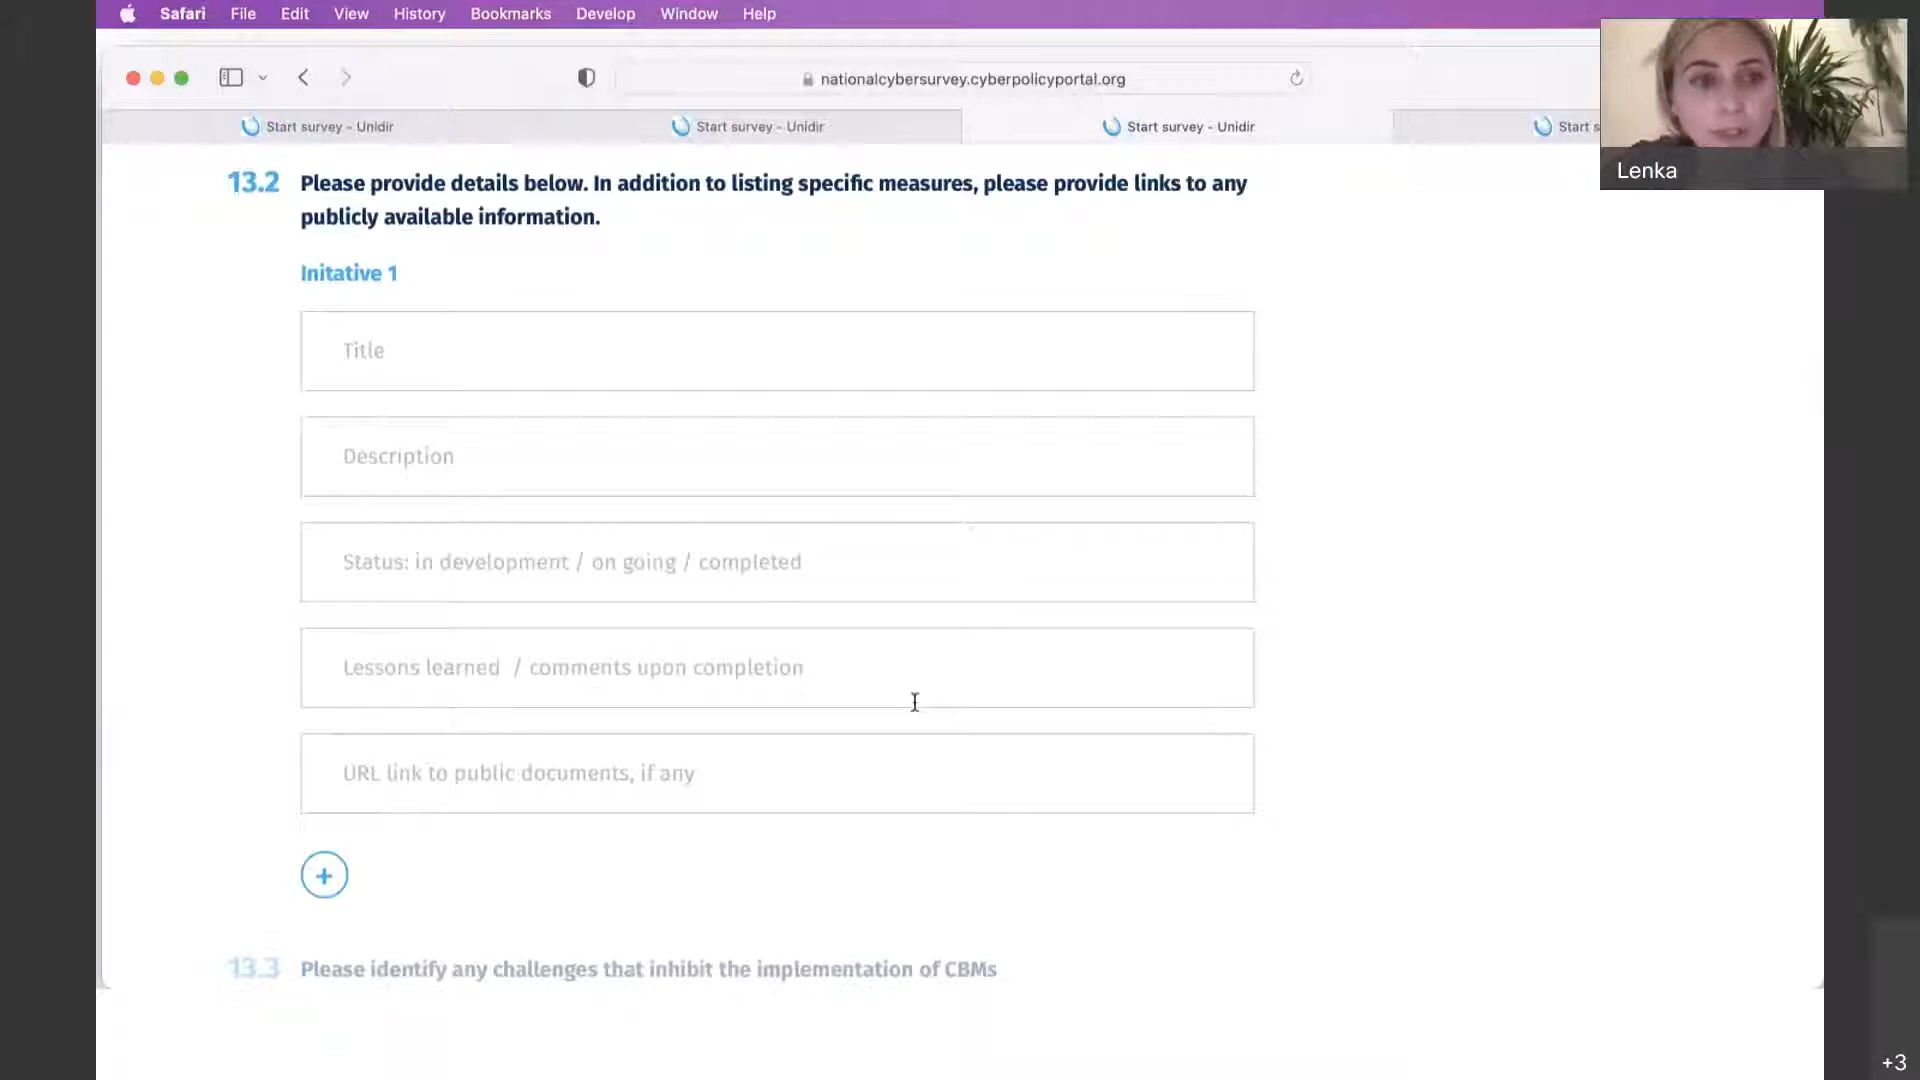 Safari File Edit View History Bookmarks Develop Window Help
nationalcybersurvey.cyberpolicyportal.org
Start survey – Unidir
Start survey – Unidir
Start survey – Unidir
Start s
Lenka
13.2 Please provide details below. In addition to listing specific measures, please provide links to any
publicly available information.
Initative 1
Title
Description
Status: in development / on going / completed
Lessons learned / comments upon completion
URL link to public documents, if any
+
13.3 Please identify any challenges that inhibit the implementation of CBMs
+3